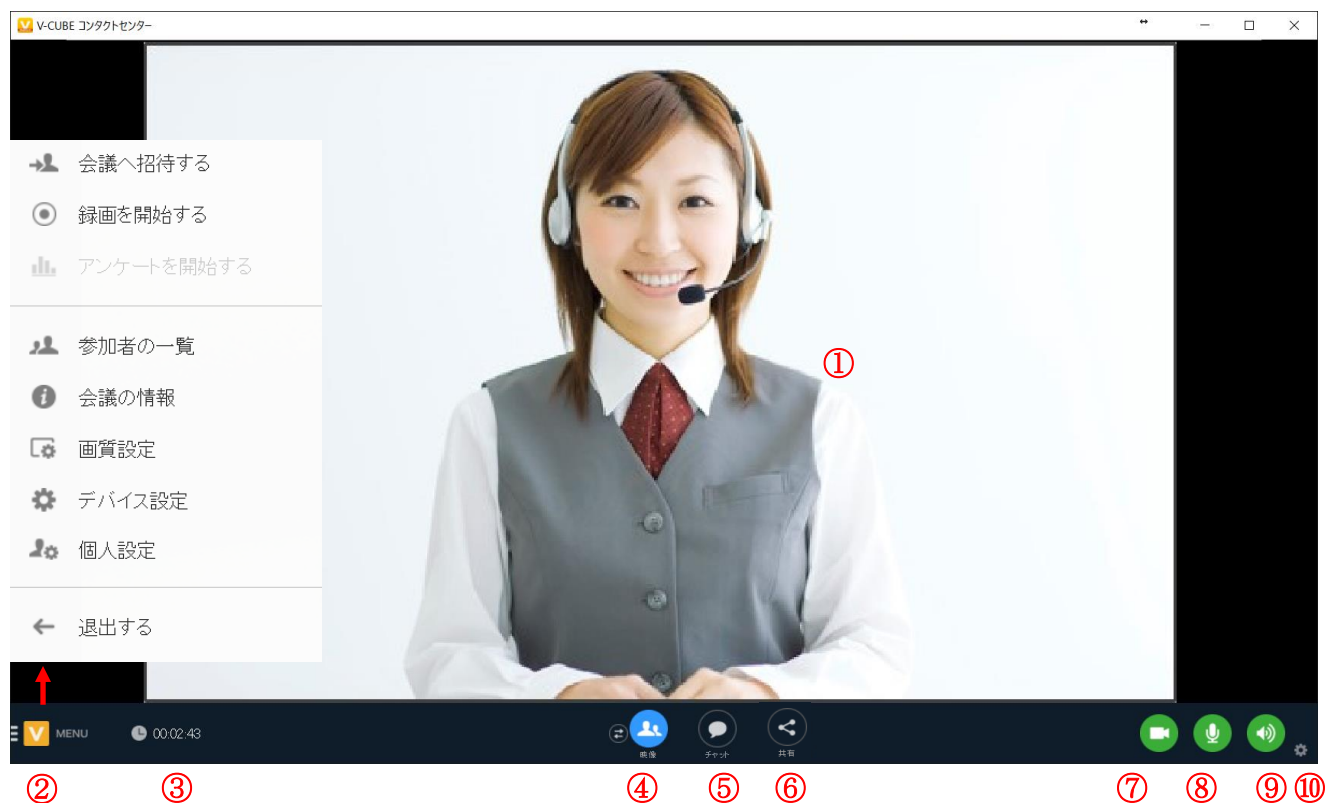 V-CUBE コンタクトセンター
会議へ招待する
録画を開始する
アンケートを開始する
参加者の一覧
会議の情報
画質設定
デバイス設定
個人設定
退出する
①
V MENU
00:02:43
映像
チャット
共有
② ③ ④ ⑤ ⑥ ⑦ ⑧ ⑨ ⑩